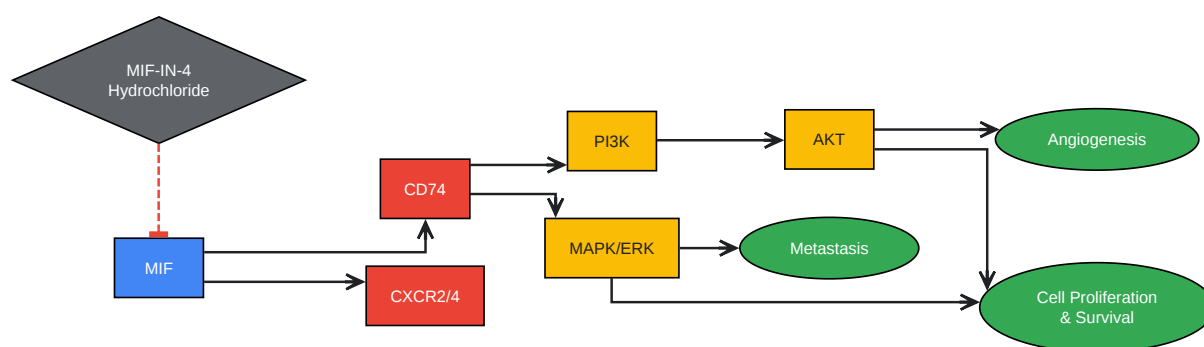 MIF-IN-4
Hydrochloride
PI3K
AKT
Angiogenesis
CD74
MAPK/ERK
Metastasis
MIF
CXCR2/4
Cell Proliferation
& Survival